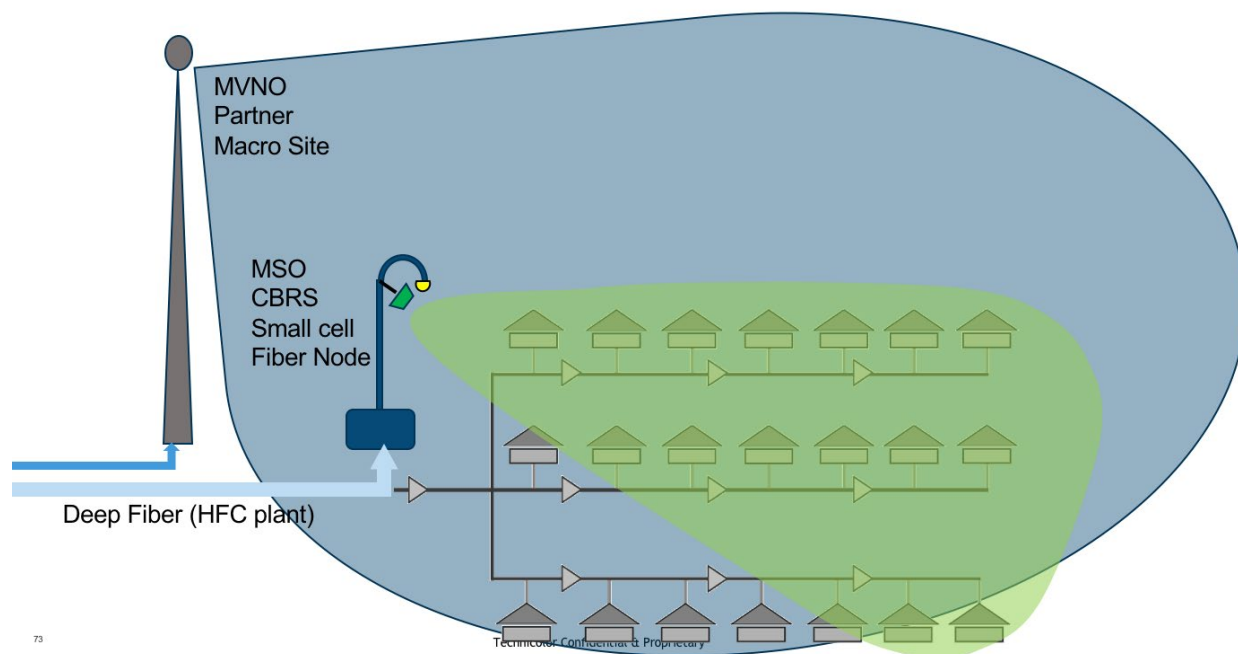 MVNO
Partner
Macro Site
MSO
CBRS
Small cell
Fiber Node
Deep Fiber (HFC plant)
73
Technicolor Confidential & Proprietary